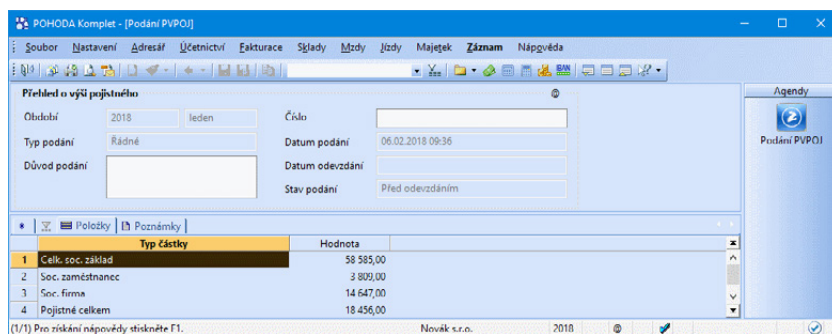 POHODA Komplet - [Podání PVPOJ]
Soubor Nastavení Adresář Účetnictví Fakturace Sklady Mzdy Jízdy Majetek Záznam Nápověda
Přehled o výši pojistného @
Agendy
Období 2018 leden Číslo
Typ podání Řádné Datum podání 06.02.2018 09:36
Podání PVPOJ
Důvod podání Datum odevzdání
Stav podání Před odevzdáním
* Položky Poznámky
Typ částky Hodnota
1 Celk. soc. základ 58 585,00
2 Soc. zaměstnanec 3 809,00
3 Soc. firma 14 647,00
4 Pojistné celkem 18 456,00
(1/1) Pro získání nápovědy stiskněte F1. Novák s.r.o. 2018 @